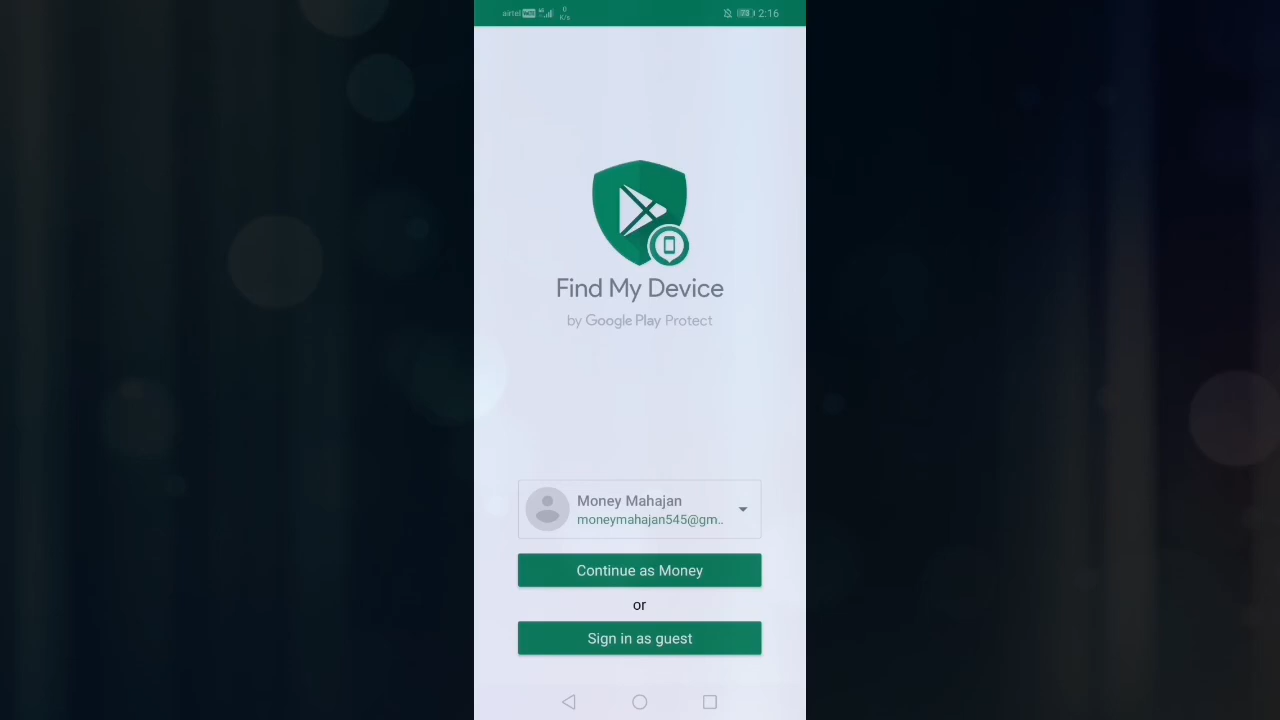 airtel 2:16
Find My Device
by Google Play Protect
Money Mahajan
moneymahajan545@gm..
Continue as Money
or
Sign in as guest